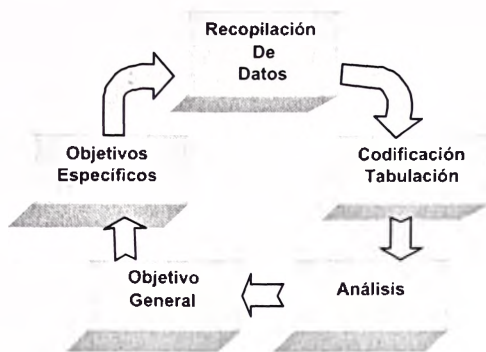 Recopilación
De
Datos
Objetivos
Específicos
Codificación
Tabulación
Objetivo
General
Análisis